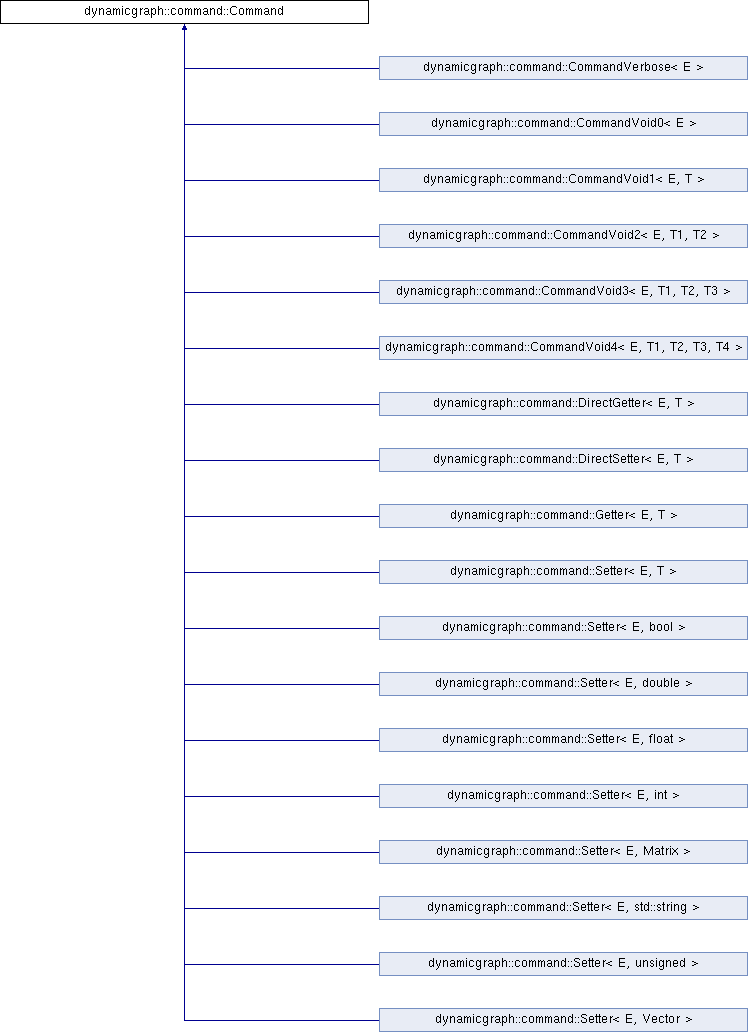 dynamicgraph::command::Command
dynamicgraph::command::CommandVerbose< E >
dynamicgraph::command::CommandVoid0< E >
dynamicgraph::command::CommandVoid1< E, T >
dynamicgraph::command::CommandVoid2< E, T1, T2 >
dynamicgraph::command::CommandVoid3< E, T1, T2, T3 >
dynamicgraph::command::CommandVoid4< E, T1, T2, T3, T4 >
dynamicgraph::command::DirectGetter< E, T >
dynamicgraph::command::DirectSetter< E, T >
dynamicgraph::command::Getter< E, T >
dynamicgraph::command::Setter< E, T >
dynamicgraph::command::Setter< E, bool >
dynamicgraph::command::Setter< E, double >
dynamicgraph::command::Setter< E, float >
dynamicgraph::command::Setter< E, int >
dynamicgraph::command::Setter< E, Matrix >
dynamicgraph::command::Setter< E, std::string >
dynamicgraph::command::Setter< E, unsigned >
dynamicgraph::command::Setter< E, Vector >